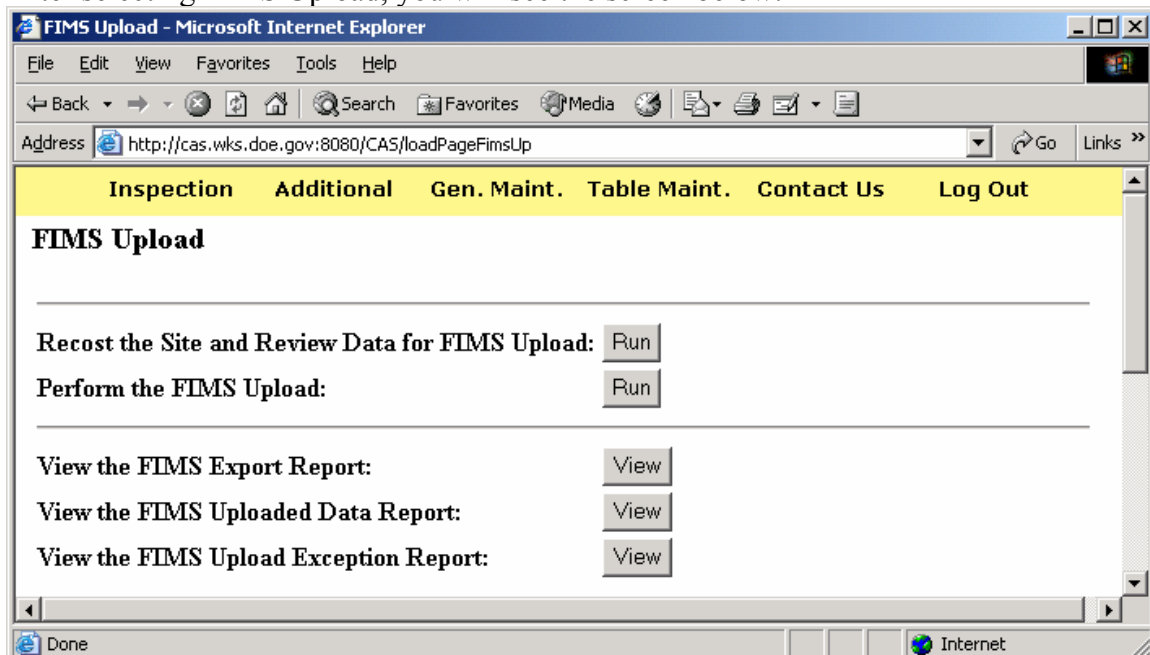 FIMS Upload - Microsoft Internet Explorer
File Edit View Favorites Tools Help
Back Search Favorites Media
Address http://cas.wks.doe.gov:8080/CAS/loadPageFimsUp Go Links »
Inspection Additional Gen. Maint. Table Maint. Contact Us Log Out
FIMS Upload
Recost the Site and Review Data for FIMS Upload: Run
Perform the FIMS Upload: Run
View the FIMS Export Report: View
View the FIMS Uploaded Data Report: View
View the FIMS Upload Exception Report: View
Done Internet